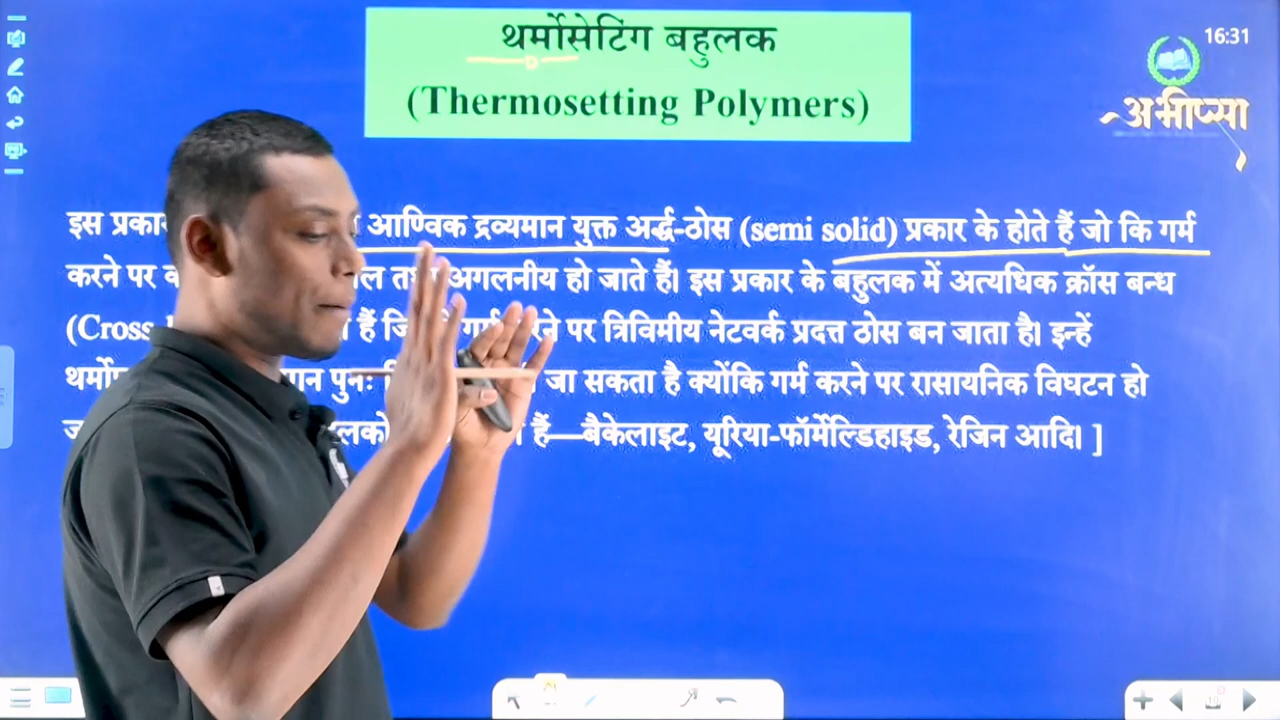 थर्मोसेटिंग बहुलक
(Thermosetting Polymers)
16:31
अभीप्सा
इस प्रकार आण्विक द्रव्यमान युक्त अर्द्ध-ठोस (semi solid) प्रकार के होते हैं जो कि गर्म
करने पर अगलनीय हो जाते हैं। इस प्रकार के बहुलक में अत्यधिक क्रॉस बन्ध
(Cross हैं पर त्रिविमीय नेटवर्क प्रदत्त ठोस बन जाता है। इन्हें
पुनः जा सकता है क्योंकि गर्म करने पर रासायनिक विघटन हो
हैं—बैकेलाइट, यूरिया-फॉर्मेल्डिहाइड, रेजिन आदि। ]